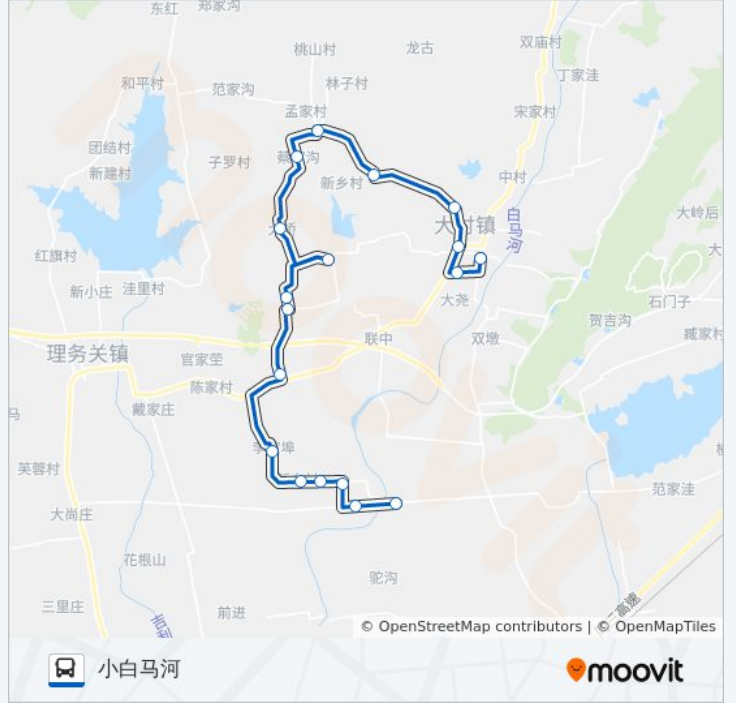 东红
郑家沟
桃山村
龙古
双庙村
丁家洼
和平村
范家沟
林子村
孟家村
宋家村
团结村
新建村
子罗村
新乡村
中村
白马河
大岭后
红旗村
新小庄
洼里村
大尧
石门子
贺吉沟
联中
双墩
臧家村
理务关镇
官家茔
陈家村
戴家庄
马
芙蓉村
范家洼
大尚庄
花根山
驼沟
三里庄
前进
高速
© OpenStreetMap contributors | © OpenMapTiles
小白马河
moovit